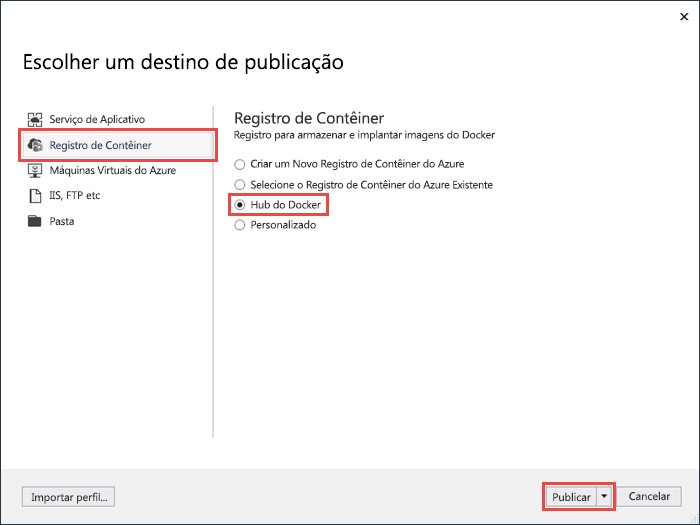 Escolher um destino de publicação
Serviço de Aplicativo
Registro de Contêiner
Máquinas Virtuais do Azure
IIS, FTP etc
Pasta
Registro de Contêiner
Registro para armazenar e implantar imagens do Docker
Criar um Novo Registro de Contêiner do Azure
Selecione o Registro de Contêiner do Azure Existente
Hub do Docker
Personalizado
Importar perfil...
Publicar
Cancelar